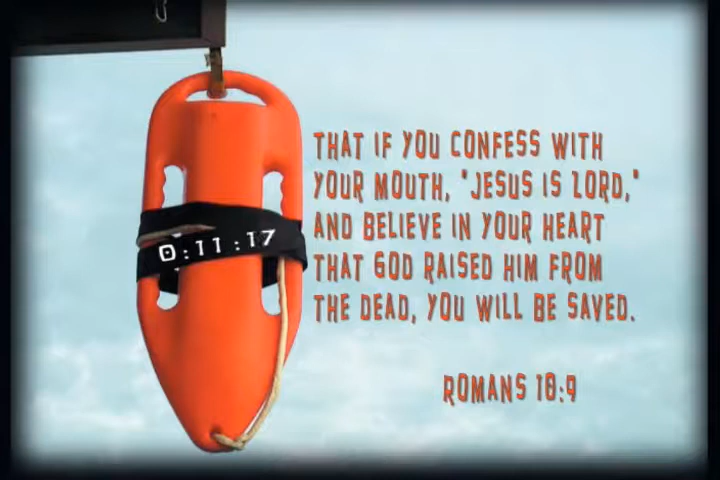 THAT IF YOU CONFESS WITH
YOUR MOUTH, "JESUS IS LORD,"
AND BELIEVE IN YOUR HEART
THAT GOD RAISED HIM FROM
THE DEAD, YOU WILL BE SAVED.
ROMANS 10:9
0:11:17